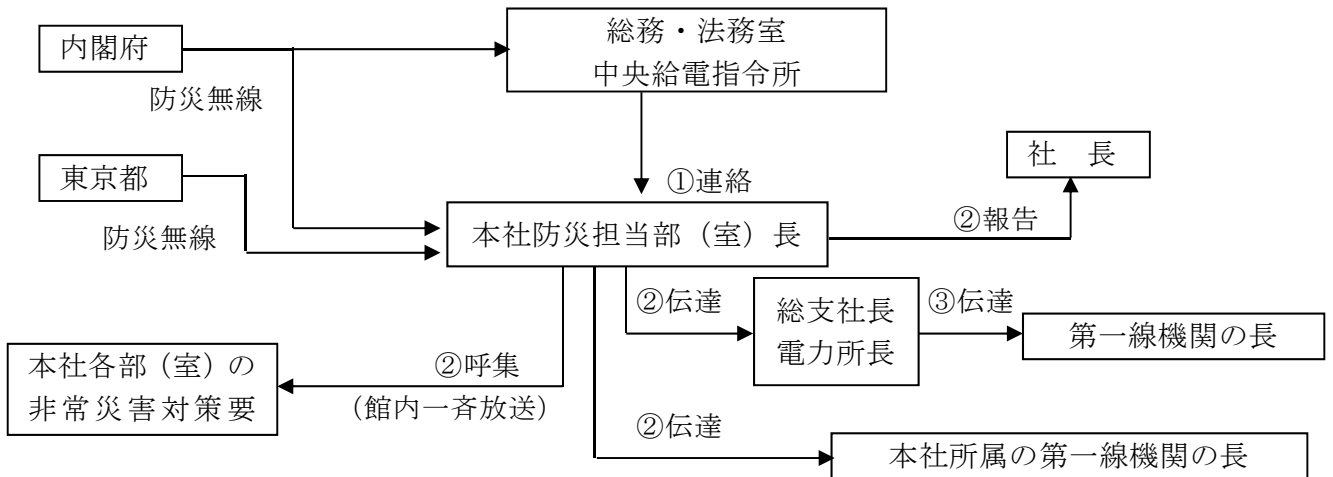 内閣府
総務・法務室
中央給電指令所
防災無線
社　長
東京都
①連絡
②報告
防災無線
本社防災担当部（室）長
②伝達
総支社長
電力所長
③伝達
第一線機関の長
本社各部（室）の
非常災害対策要
②呼集
（館内一斉放送）
②伝達
本社所属の第一線機関の長